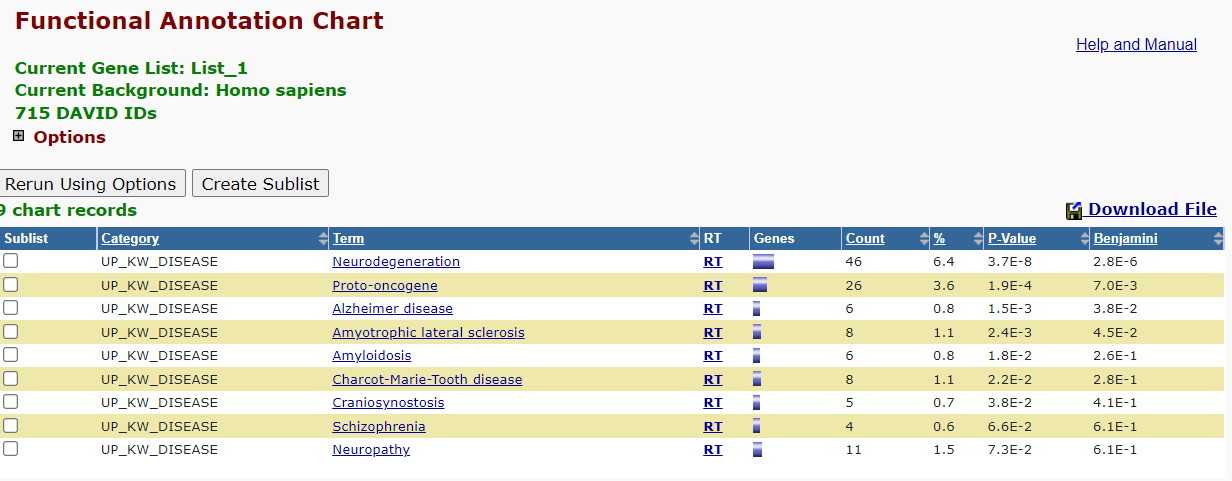 Functional Annotation Chart
Help and Manual
Current Gene List: List_1
Current Background: Homo sapiens
715 DAVID IDs
Options
Rerun Using Options Create Sublist
9 chart records Download File
Sublist Category Term RT Genes Count % P-Value Benjamini
UP_KW_DISEASE Neurodegeneration RT 46 6.4 3.7E-8 2.8E-6
UP_KW_DISEASE Proto-oncogene RT 26 3.6 1.9E-4 7.0E-3
UP_KW_DISEASE Alzheimer disease RT 6 0.8 1.5E-3 3.8E-2
UP_KW_DISEASE Amyotrophic lateral sclerosis RT 8 1.1 2.4E-3 4.5E-2
UP_KW_DISEASE Amyloidosis RT 6 0.8 1.8E-2 2.6E-1
UP_KW_DISEASE Charcot-Marie-Tooth disease RT 8 1.1 2.2E-2 2.8E-1
UP_KW_DISEASE Craniosynostosis RT 5 0.7 3.8E-2 4.1E-1
UP_KW_DISEASE Schizophrenia RT 4 0.6 6.6E-2 6.1E-1
UP_KW_DISEASE Neuropathy RT 11 1.5 7.3E-2 6.1E-1